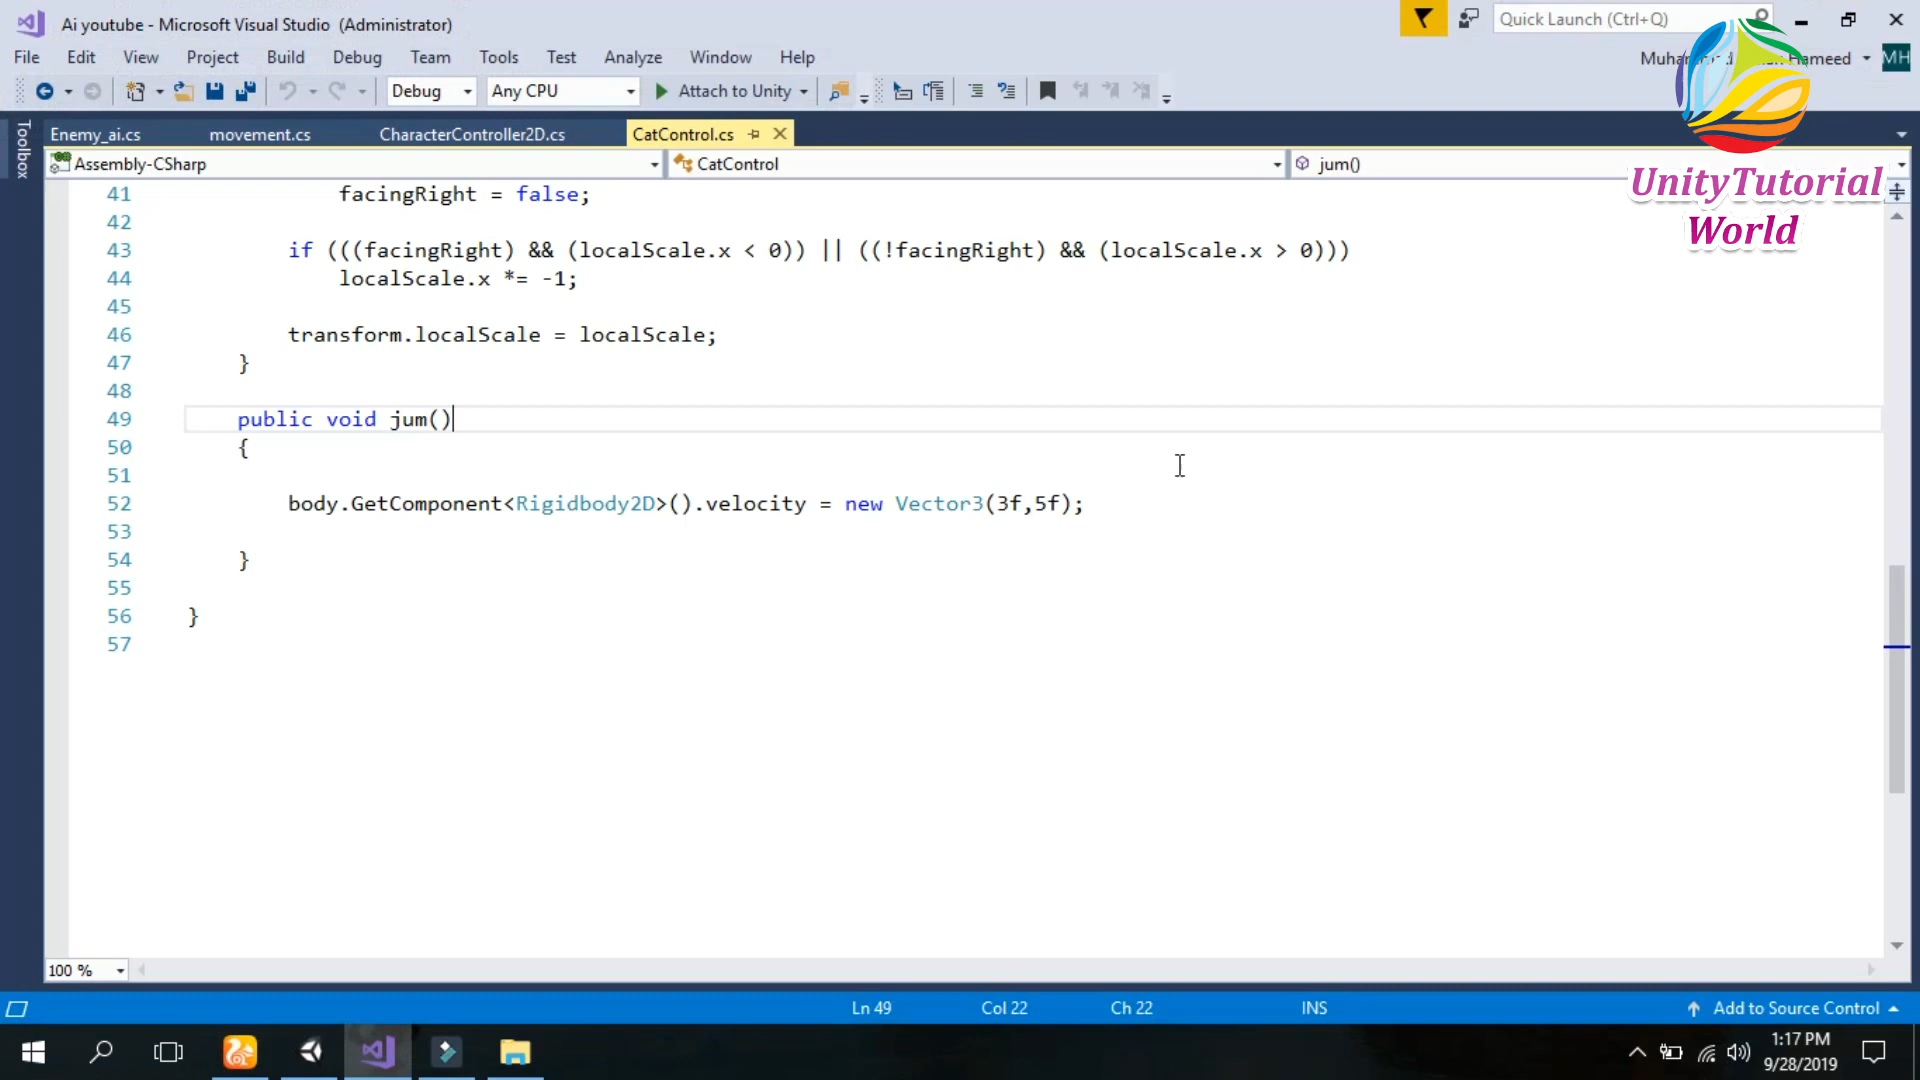 Ai youtube - Microsoft Visual Studio (Administrator)
Quick Launch (Ctrl+Q)
File Edit View Project Build Debug Team Tools Test Analyze Window Help
Hameed MH
Debug Any CPU Attach to Unity
Toolbox
Enemy_ai.cs movement.cs CharacterController2D.cs CatControl.cs
Assembly-CSharp CatControl jum()
UnityTutorial
World
41 facingRight = false;
42
43 if (((facingRight) && (localScale.x < 0)) || ((!facingRight) && (localScale.x > 0)))
44 localScale.x *= -1;
45
46 transform.localScale = localScale;
47 }
48
49 public void jum()
50 {
51
52 body.GetComponent<Rigidbody2D>().velocity = new Vector3(3f,5f);
53
54 }
55
56 }
57
100 %
Ln 49 Col 22 Ch 22 INS Add to Source Control
1:17 PM
9/28/2019